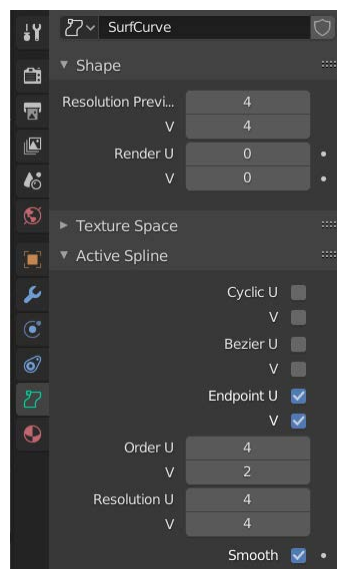 SurfCurve
Shape
Resolution Previ... 4
V 4
Render U 0
V 0
Texture Space
Active Spline
Cyclic U
V
Bezier U
V
Endpoint U
V
Order U 4
V 2
Resolution U 4
V 4
Smooth